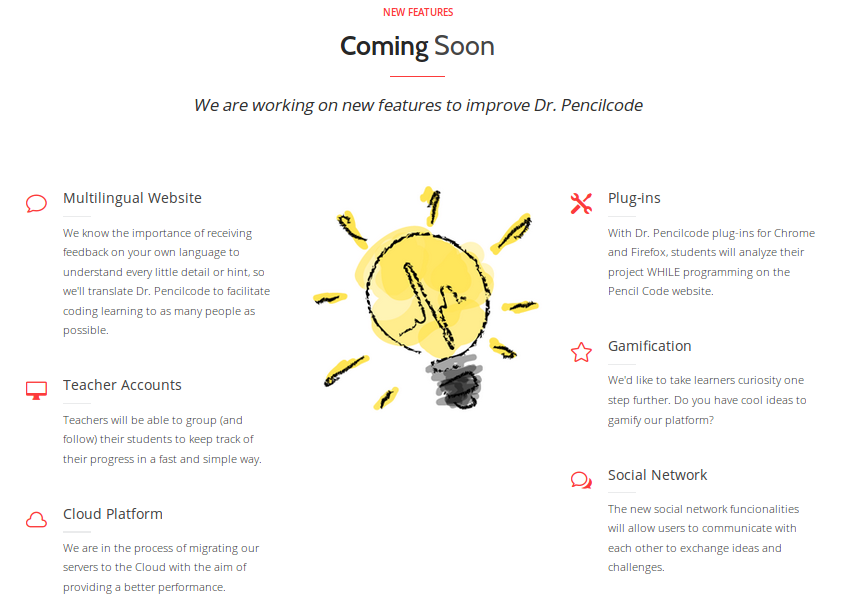 NEW FEATURES
Coming Soon
We are working on new features to improve Dr. Pencilcode
Multilingual Website
We know the importance of receiving
feedback on your own language to
understand every little detail or hint, so
we'll translate Dr. Pencilcode to facilitate
coding learning to as many people as
possible.
Teacher Accounts
Teachers will be able to group (and
follow) their students to keep track of
their progress in a fast and simple way.
Cloud Platform
We are in the process of migrating our
servers to the Cloud with the aim of
providing a better performance.
Plug-ins
With Dr. Pencilcode plug-ins for Chrome
and Firefox, students will analyze their
project WHILE programming on the
Pencil Code website.
Gamification
We'd like to take learners curiosity one
step further. Do you have cool ideas to
gamify our platform?
Social Network
The new social network funcionalities
will allow users to communicate with
each other to exchange ideas and
challenges.